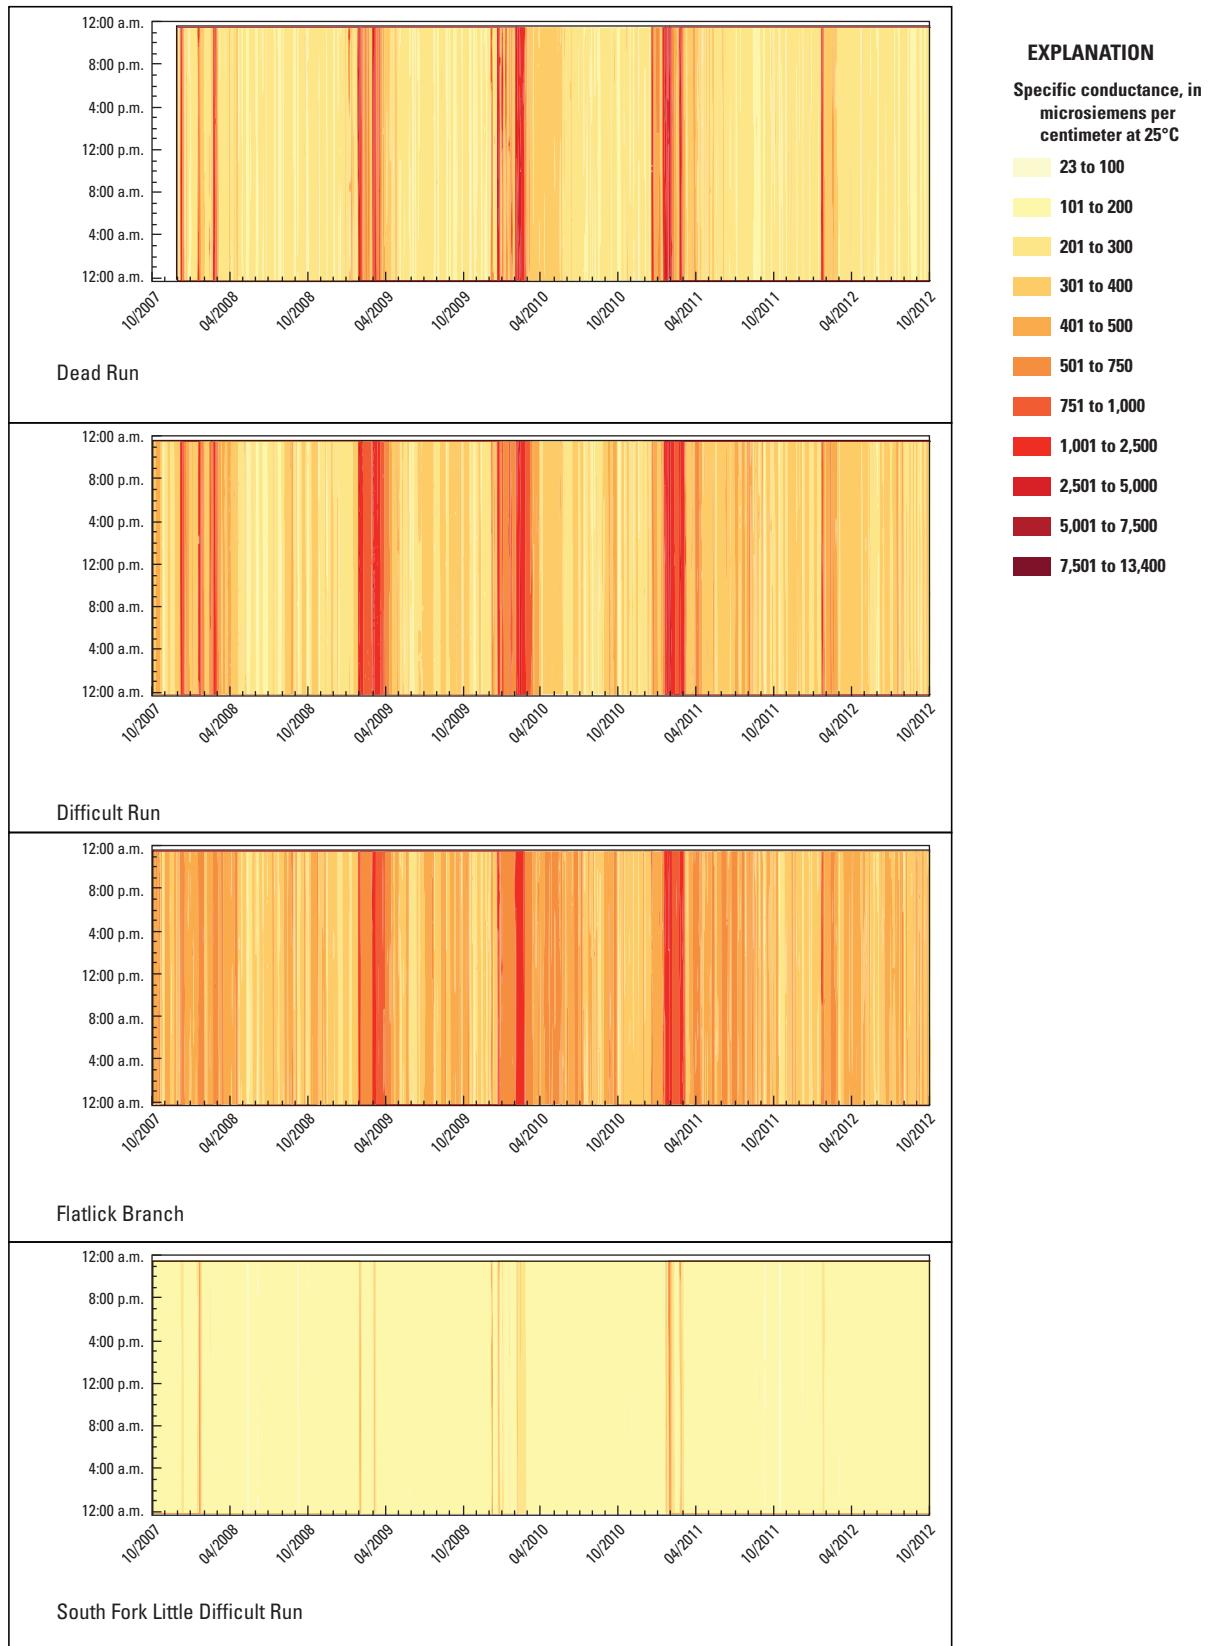 12:00 a.m.
8:00 p.m.
4:00 p.m.
12:00 p.m.
8:00 a.m.
4:00 a.m.
12:00 a.m.
10/2007
04/2008
10/2008
04/2009
10/2009
04/2010
10/2010
04/2011
10/2011
04/2012
10/2012
Dead Run
12:00 a.m.
8:00 p.m.
4:00 p.m.
12:00 p.m.
8:00 a.m.
4:00 a.m.
12:00 a.m.
10/2007
04/2008
10/2008
04/2009
10/2009
04/2010
10/2010
04/2011
10/2011
04/2012
10/2012
Difficult Run
12:00 a.m.
8:00 p.m.
4:00 p.m.
12:00 p.m.
8:00 a.m.
4:00 a.m.
12:00 a.m.
10/2007
04/2008
10/2008
04/2009
10/2009
04/2010
10/2010
04/2011
10/2011
04/2012
10/2012
Flatlick Branch
12:00 a.m.
8:00 p.m.
4:00 p.m.
12:00 p.m.
8:00 a.m.
4:00 a.m.
12:00 a.m.
10/2007
04/2008
10/2008
04/2009
10/2009
04/2010
10/2010
04/2011
10/2011
04/2012
10/2012
South Fork Little Difficult Run
EXPLANATION
Specific conductance, in
microsiemens per
centimeter at 25°C
23 to 100
101 to 200
201 to 300
301 to 400
401 to 500
501 to 750
751 to 1,000
1,001 to 2,500
2,501 to 5,000
5,001 to 7,500
7,501 to 13,400